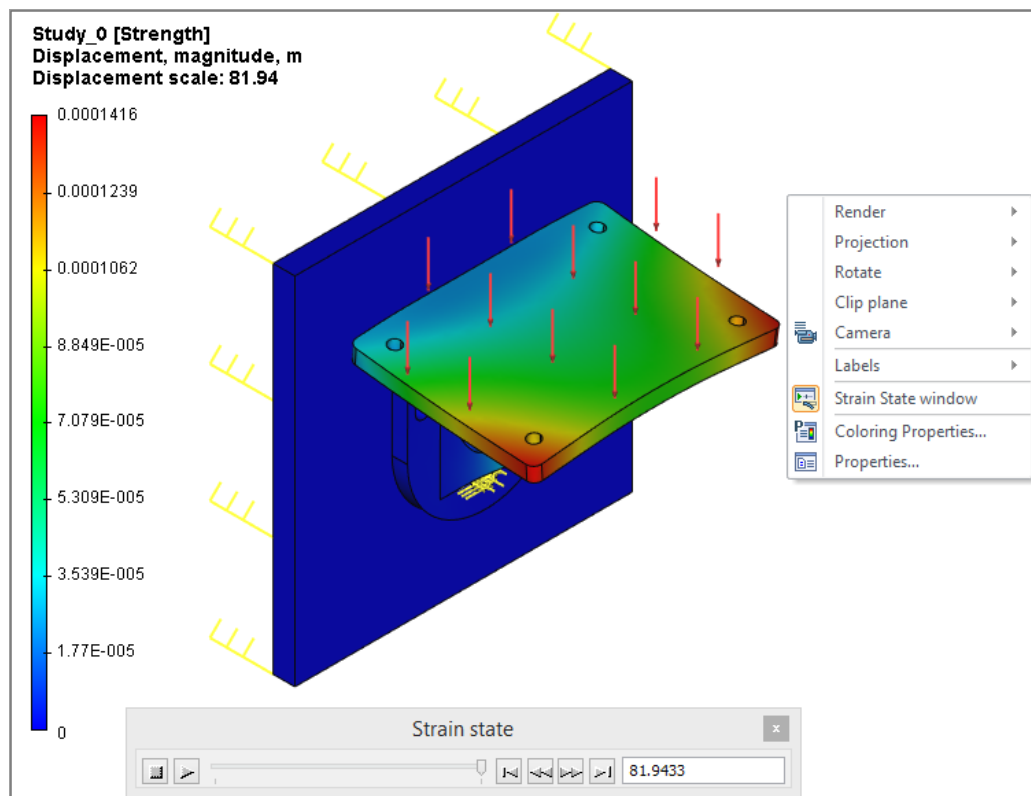 Study_0 [Strength]
Displacement, magnitude, m
Displacement scale: 81.94
0.0001416
0.0001239
0.0001062
8.849E-005
7.079E-005
5.309E-005
3.539E-005
1.77E-005
0
Render
Projection
Rotate
Clip plane
Camera
Labels
Strain State window
Coloring Properties...
Properties...
Strain state
81.9433